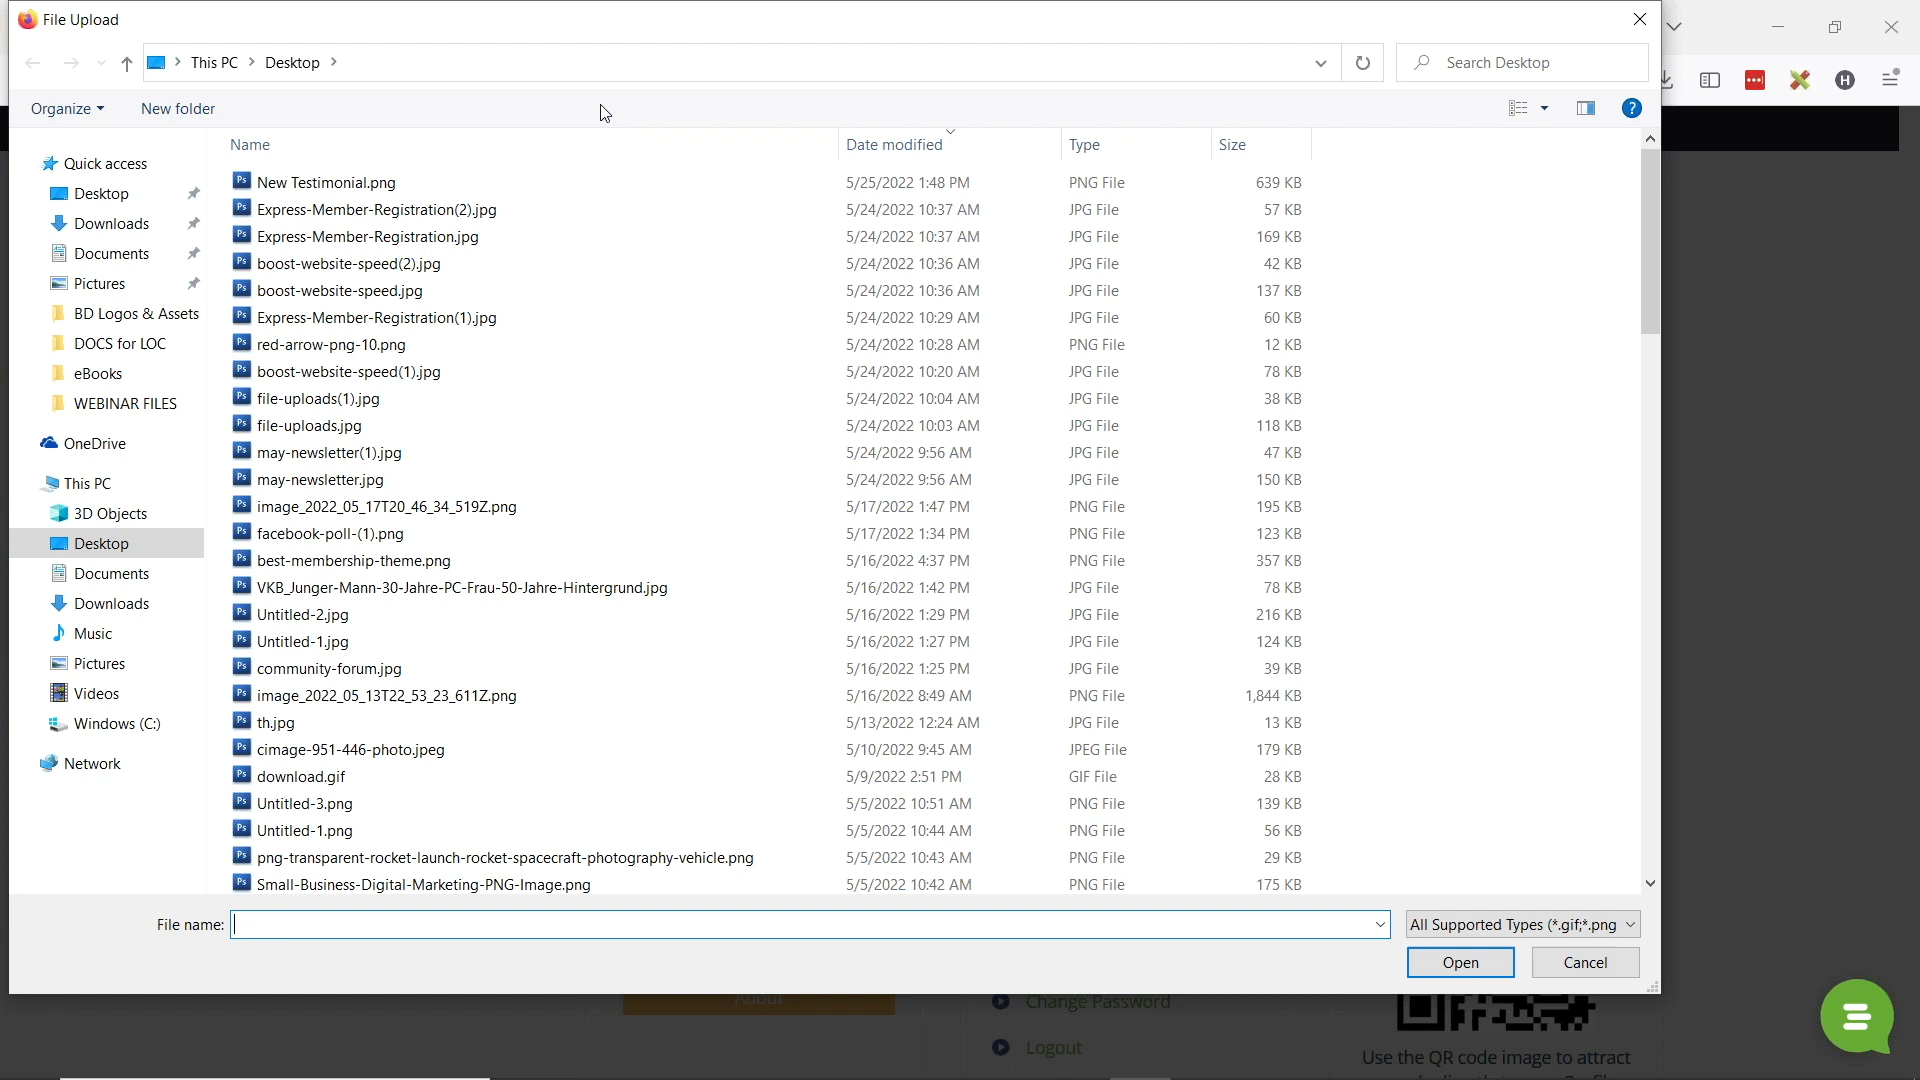 File Upload
This PC > Desktop >
Search Desktop
Organize
New folder
Name Date modified Type Size
Quick access
Desktop
Downloads
Documents
Pictures
BD Logos & Assets
DOCS for LOC
eBooks
WEBINAR FILES
OneDrive
This PC
3D Objects
Desktop
Documents
Downloads
Music
Pictures
Videos
Windows (C:)
Network
New Testimonial.png 5/25/2022 1:48 PM PNG File 639 KB
Express-Member-Registration(2).jpg 5/24/2022 10:37 AM JPG File 57 KB
Express-Member-Registration.jpg 5/24/2022 10:37 AM JPG File 169 KB
boost-website-speed(2).jpg 5/24/2022 10:36 AM JPG File 42 KB
boost-website-speed.jpg 5/24/2022 10:36 AM JPG File 137 KB
Express-Member-Registration(1).jpg 5/24/2022 10:29 AM JPG File 60 KB
red-arrow-png-10.png 5/24/2022 10:28 AM PNG File 12 KB
boost-website-speed(1).jpg 5/24/2022 10:20 AM JPG File 78 KB
file-uploads(1).jpg 5/24/2022 10:04 AM JPG File 38 KB
file-uploads.jpg 5/24/2022 10:03 AM JPG File 118 KB
may-newsletter(1).jpg 5/24/2022 9:56 AM JPG File 47 KB
may-newsletter.jpg 5/24/2022 9:56 AM JPG File 150 KB
image_2022_05_17T20_46_34_519Z.png 5/17/2022 1:47 PM PNG File 195 KB
facebook-poll-(1).png 5/17/2022 1:34 PM PNG File 123 KB
best-membership-theme.png 5/16/2022 4:37 PM PNG File 357 KB
VKB_Junger-Mann-30-Jahre-PC-Frau-50-Jahre-Hintergrund.jpg 5/16/2022 1:42 PM JPG File 78 KB
Untitled-2.jpg 5/16/2022 1:29 PM JPG File 216 KB
Untitled-1.jpg 5/16/2022 1:27 PM JPG File 124 KB
community-forum.jpg 5/16/2022 1:25 PM JPG File 39 KB
image_2022_05_13T22_53_23_611Z.png 5/16/2022 8:49 AM PNG File 1,844 KB
th.jpg 5/13/2022 12:24 AM JPG File 13 KB
cimage-951-446-photo.jpeg 5/10/2022 9:45 AM JPEG File 179 KB
download.gif 5/9/2022 2:51 PM GIF File 28 KB
Untitled-3.png 5/5/2022 10:51 AM PNG File 139 KB
Untitled-1.png 5/5/2022 10:44 AM PNG File 56 KB
png-transparent-rocket-launch-rocket-spacecraft-photography-vehicle.png 5/5/2022 10:43 AM PNG File 29 KB
Small-Business-Digital-Marketing-PNG-Image.png 5/5/2022 10:42 AM PNG File 175 KB
File name: All Supported Types (*.gif;*.png
Open Cancel
About
Change Password
Logout
Use the QR code image to attract